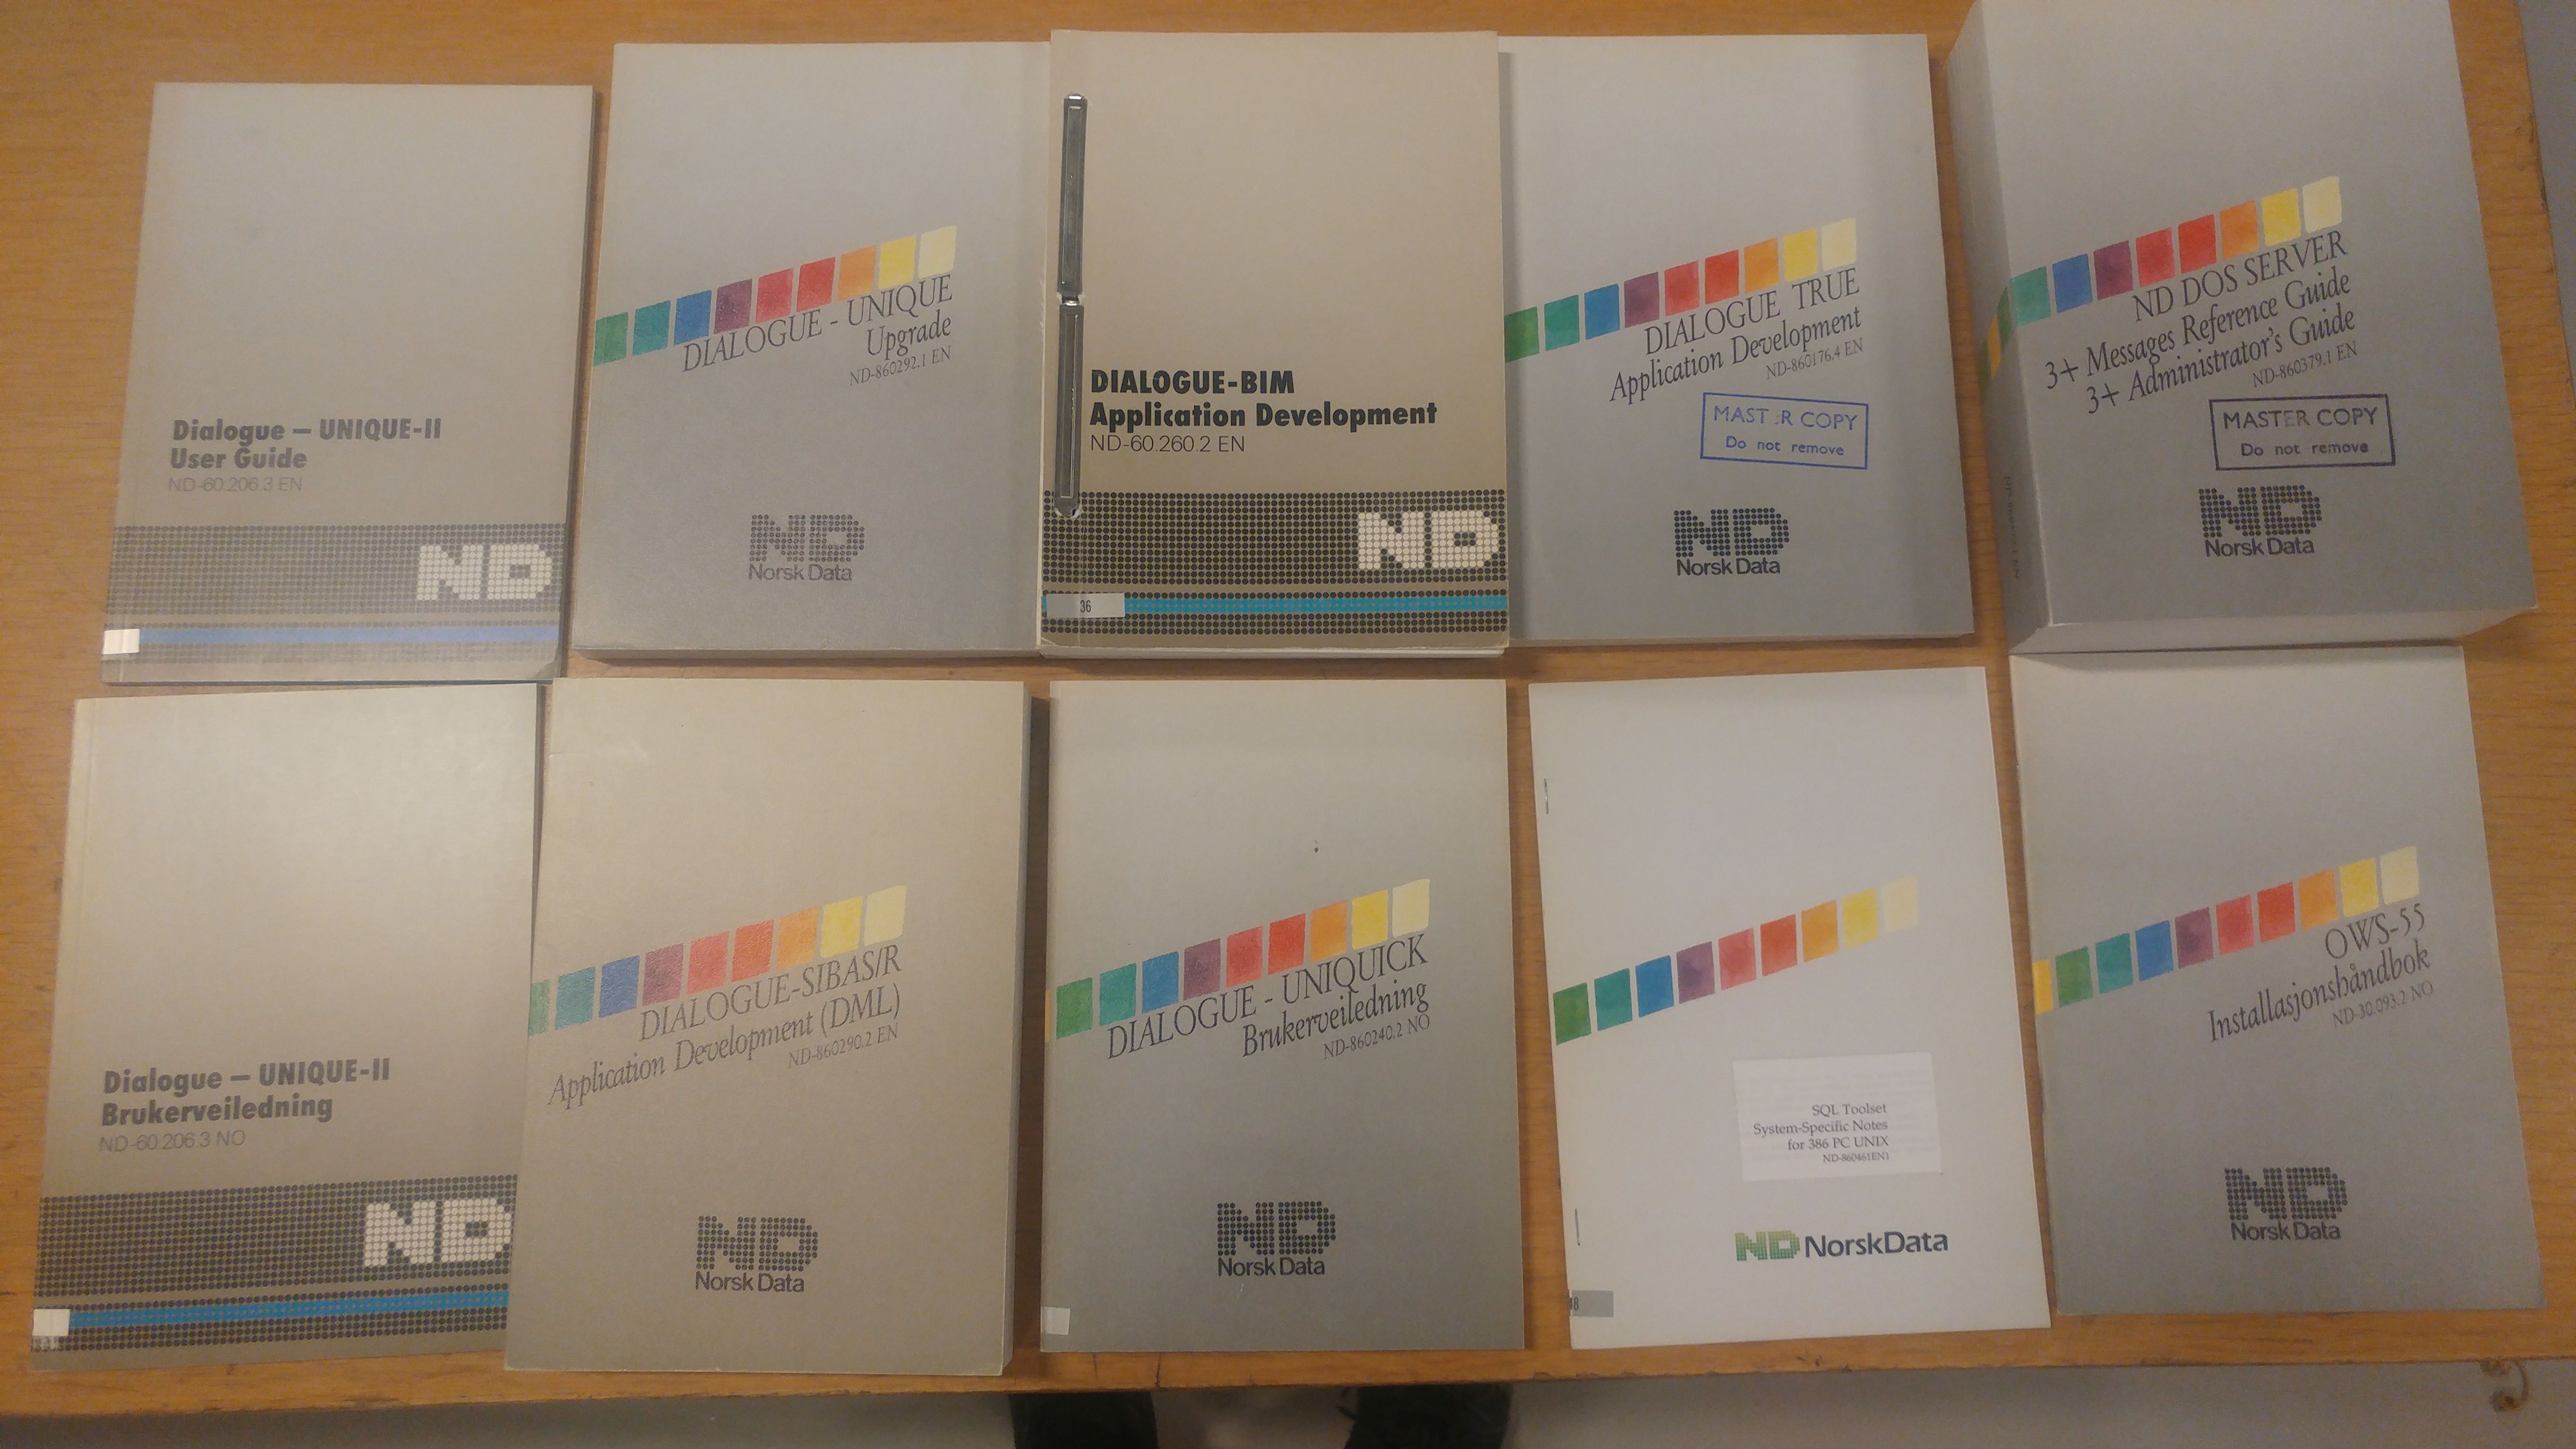 Dialogue – UNIQUE-II
User Guide
ND-60.206.3 EN
ND
DIALOGUE - UNIQUE
Upgrade
ND-860292.1 EN
ND
Norsk Data
DIALOGUE-BIM
Application Development
ND-60.260.2 EN
ND
36
DIALOGUE TRUE
Application Development
ND-860176.4 EN
MAST R COPY
Do not remove
ND
Norsk Data
ND DOS SERVER
3+ Messages Reference Guide
3+ Administrator's Guide
ND-860379.1 EN
MASTER COPY
Do not remove
ND
Norsk Data
Dialogue – UNIQUE-II
Brukerveiledning
ND-60.206.3 NO
ND
DIALOGUE-SIBAS/R
Application Development (DML)
ND-860290.2 EN
ND
Norsk Data
DIALOGUE - UNIQUICK
Brukerveiledning
ND-860240.2 NO
ND
Norsk Data
SQL Toolset
System-Specific Notes
for 386 PC UNIX
ND-860461EN1
ND NorskData
48
OWS-55
Installasjonshåndbok
ND-30.093.2 NO
ND
Norsk Data